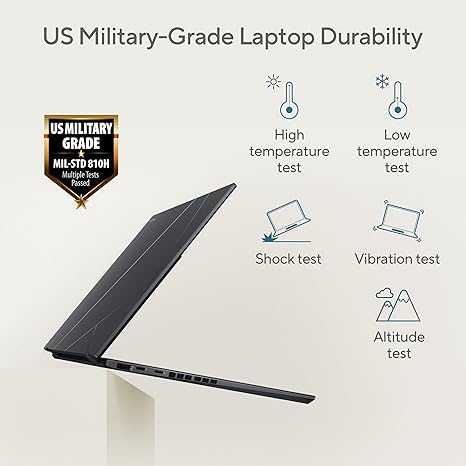 US Military-Grade Laptop Durability
US MILITARY
GRADE
MIL-STD 810H
Multiple Tests
Passed
High
temperature
test
Low
temperature
test
Shock test
Vibration test
Altitude
test